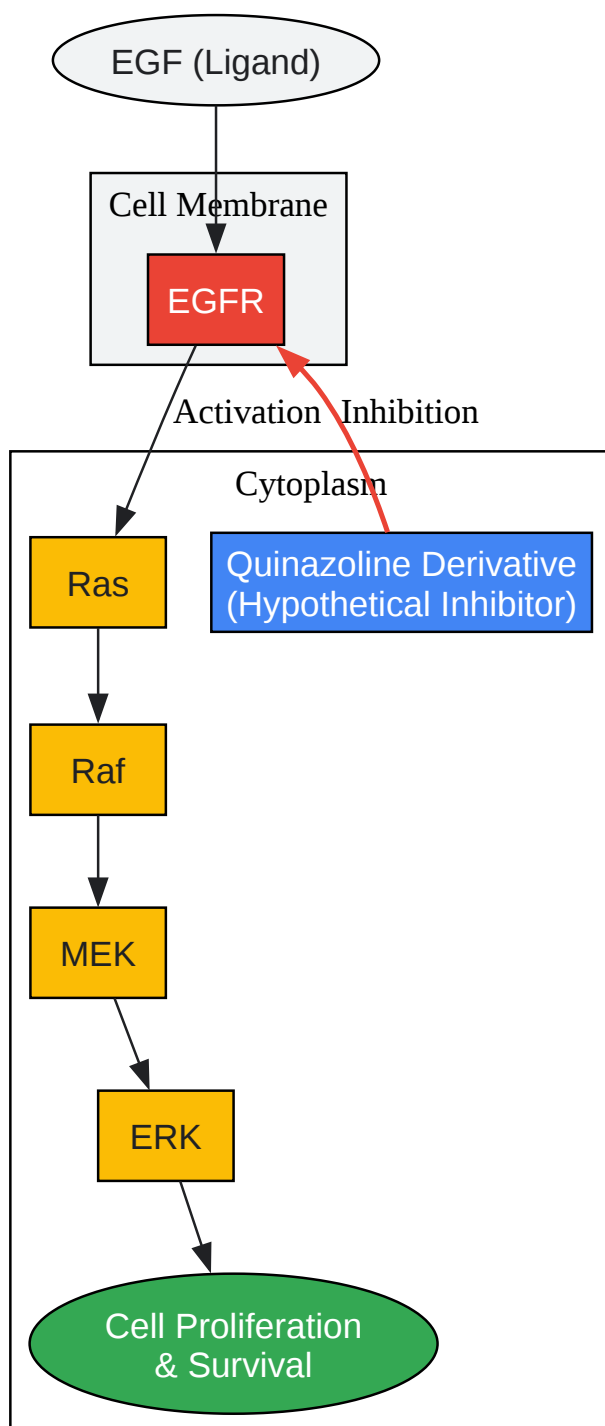 EGF (Ligand)
Cell Membrane
EGFR
Activation
Inhibition
Cytoplasm
Ras
Quinazoline Derivative
(Hypothetical Inhibitor)
Raf
MEK
ERK
Cell Proliferation
& Survival